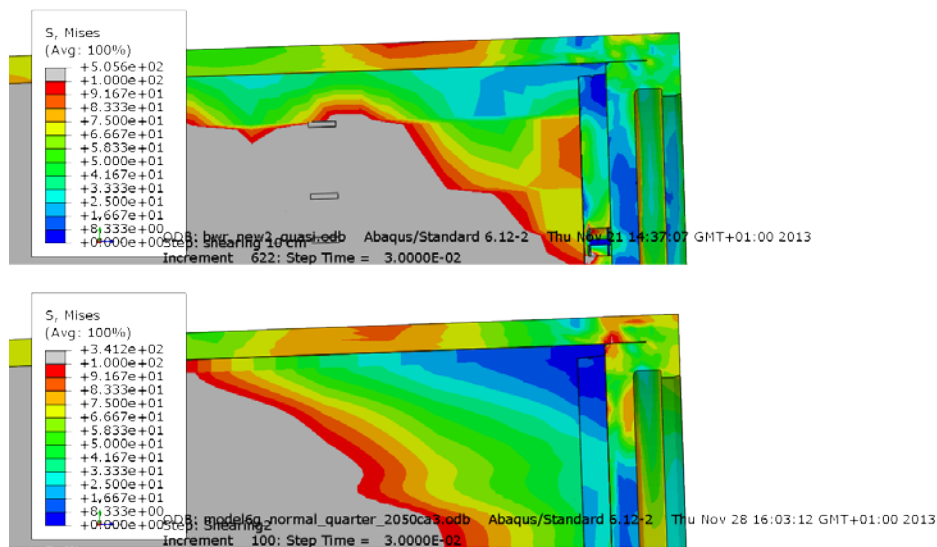 S, Mises
(Avg: 100%)
+5.056e+02
+1.000e+02
+9.167e+01
+8.333e+01
+7.500e+01
+6.667e+01
+5.833e+01
+5.000e+01
+4.167e+01
+3.333e+01
+2.500e+01
+1.667e+01
+8.333e+00
+0.000e+00
ODB: bwr_new2_quasi.odb Abaqus/Standard 6.12-2 Thu Nov 21 14:37:07 GMT+01:00 2013
Step: shearing 10 cm
Increment 622: Step Time = 3.0000E-02
S, Mises
(Avg: 100%)
+3.412e+02
+1.000e+02
+9.167e+01
+8.333e+01
+7.500e+01
+6.667e+01
+5.833e+01
+5.000e+01
+4.167e+01
+3.333e+01
+2.500e+01
+1.667e+01
+8.333e+00
+0.000e+00
ODB: model6g_normal_quarter_2050ca3.odb Abaqus/Standard 6.12-2 Thu Nov 28 16:03:12 GMT+01:00 2013
Step: Shearing2
Increment 100: Step Time = 3.0000E-02